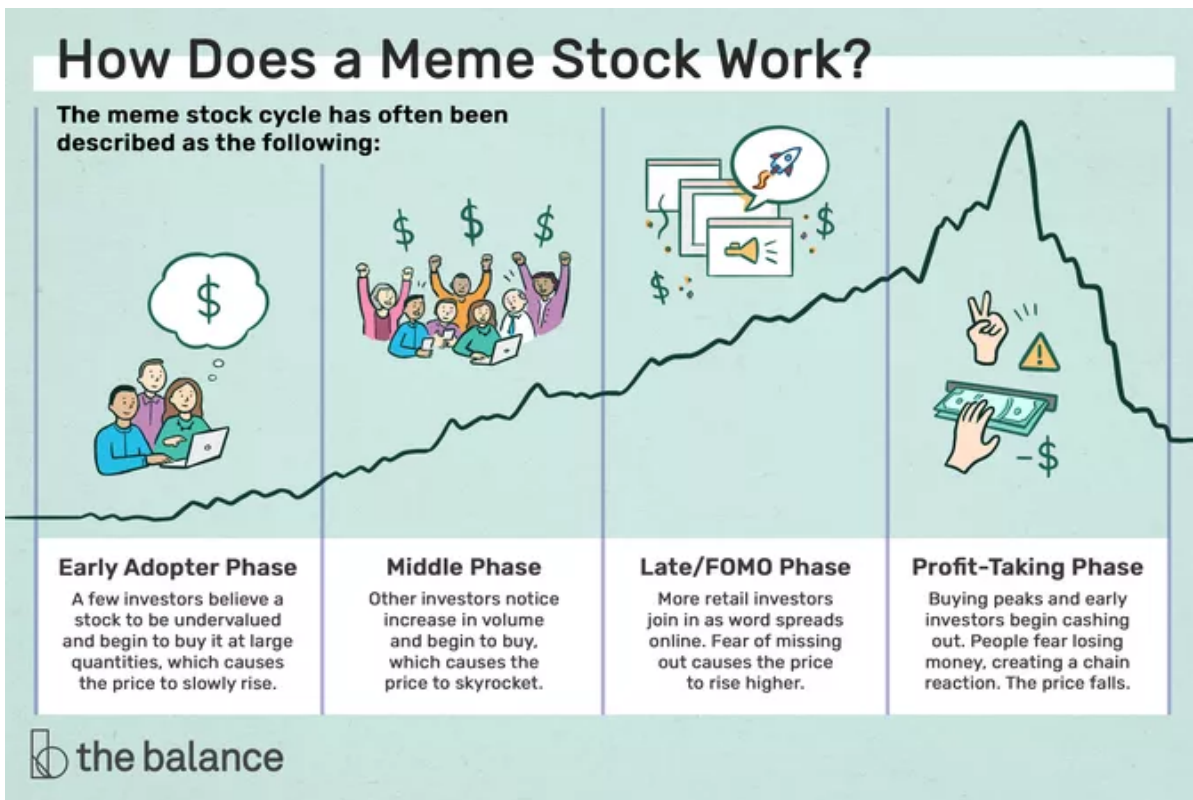 How Does a Meme Stock Work?
The meme stock cycle has often been
described as the following:
$
$
$
$
$
$
-$
Early Adopter Phase
A few investors believe a
stock to be undervalued
and begin to buy it at large
quantities, which causes
the price to slowly rise.
Middle Phase
Other investors notice
increase in volume
and begin to buy,
which causes the
price to skyrocket.
Late/FOMO Phase
More retail investors
join in as word spreads
online. Fear of missing
out causes the price
to rise higher.
Profit-Taking Phase
Buying peaks and early
investors begin cashing
out. People fear losing
money, creating a chain
reaction. The price falls.
the balance